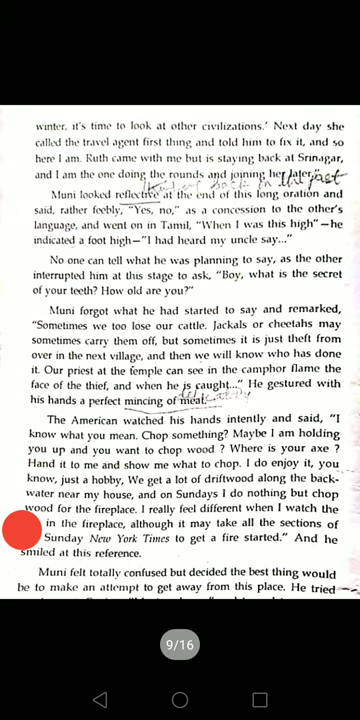 winter, it's time to look at other civilizations.' Next day she
called the travel agent first thing and told him to fix it, and so
here I am. Ruth came with me but is staying back at Srinagar,
and I am the one doing the rounds and joining her later."
back in the past
Muni looked reflective at the end of this long oration and
said, rather feebly, "Yes, no," as a concession to the other's
language, and went on in Tamil, "When I was this high"—he
indicated a foot high—"I had heard my uncle say..."
No one can tell what he was planning to say, as the other
interrupted him at this stage to ask, "Boy, what is the secret
of your teeth? How old are you?"
Muni forgot what he had started to say and remarked,
"Sometimes we too lose our cattle. Jackals or cheetahs may
sometimes carry them off, but sometimes it is just theft from
over in the next village, and then we will know who has done
it. Our priest at the temple can see in the camphor flame the
face of the thief, and when he is caught..." He gestured with
his hands a perfect mincing of meat.
The American watched his hands intently and said, "I
know what you mean. Chop something? Maybe I am holding
you up and you want to chop wood ? Where is your axe ?
Hand it to me and show me what to chop. I do enjoy it, you
know, just a hobby, We get a lot of driftwood along the back-
water near my house, and on Sundays I do nothing but chop
wood for the fireplace. I really feel different when I watch the
in the fireplace, although it may take all the sections of
Sunday New York Times to get a fire started." And he
smiled at this reference.
Muni felt totally confused but decided the best thing would
be to make an attempt to get away from this place. He tried
9/16